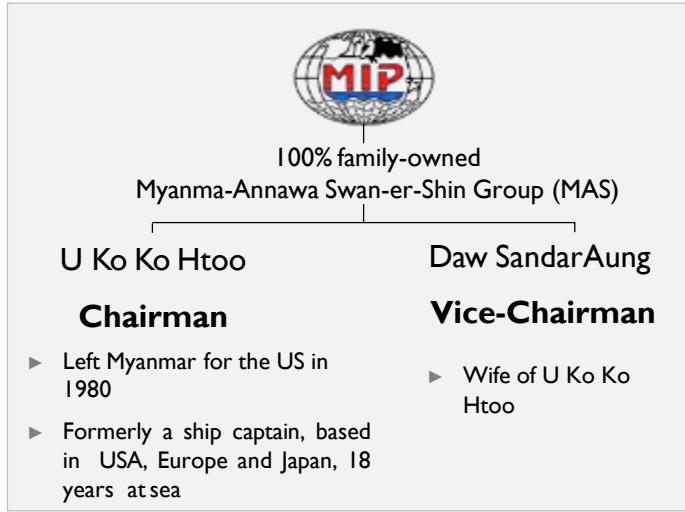 MIP
100% family-owned
Myanma-Annawa Swan-er-Shin Group (MAS)
U Ko Ko Htoo
Chairman
► Left Myanmar for the US in
1980
► Formerly a ship captain, based
in USA, Europe and Japan, 18
years at sea
Daw SandarAung
Vice-Chairman
► Wife of U Ko Ko
Htoo